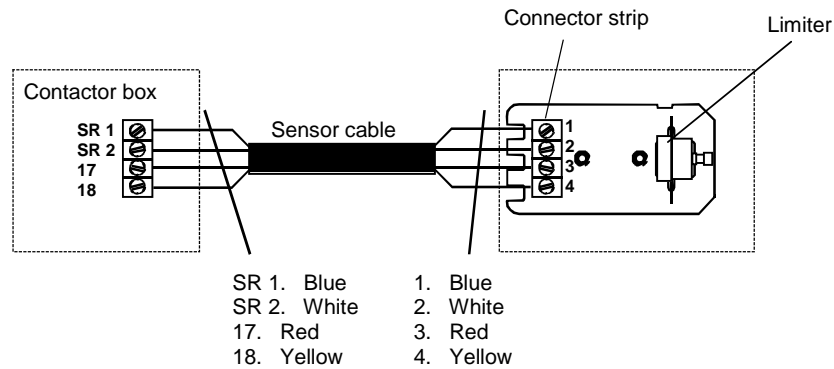 Connector strip
Limiter
Contactor box
SR 1
SR 2
17
18
Sensor cable
1
2
3
4
SR 1. Blue
SR 2. White
17. Red
18. Yellow
1. Blue
2. White
3. Red
4. Yellow